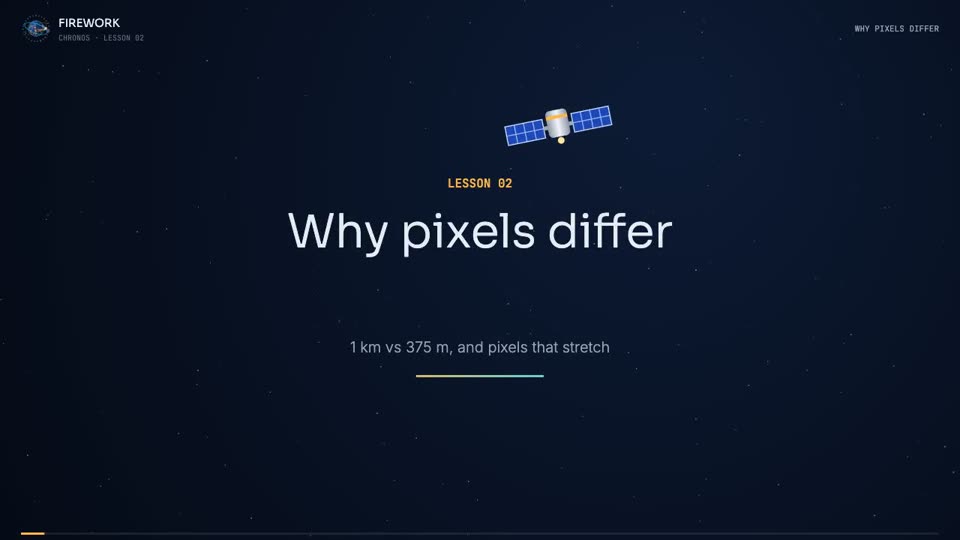 FIREWORK
CHRONOS · LESSON 02
WHY PIXELS DIFFER
LESSON 02
Why pixels differ
1 km vs 375 m, and pixels that stretch